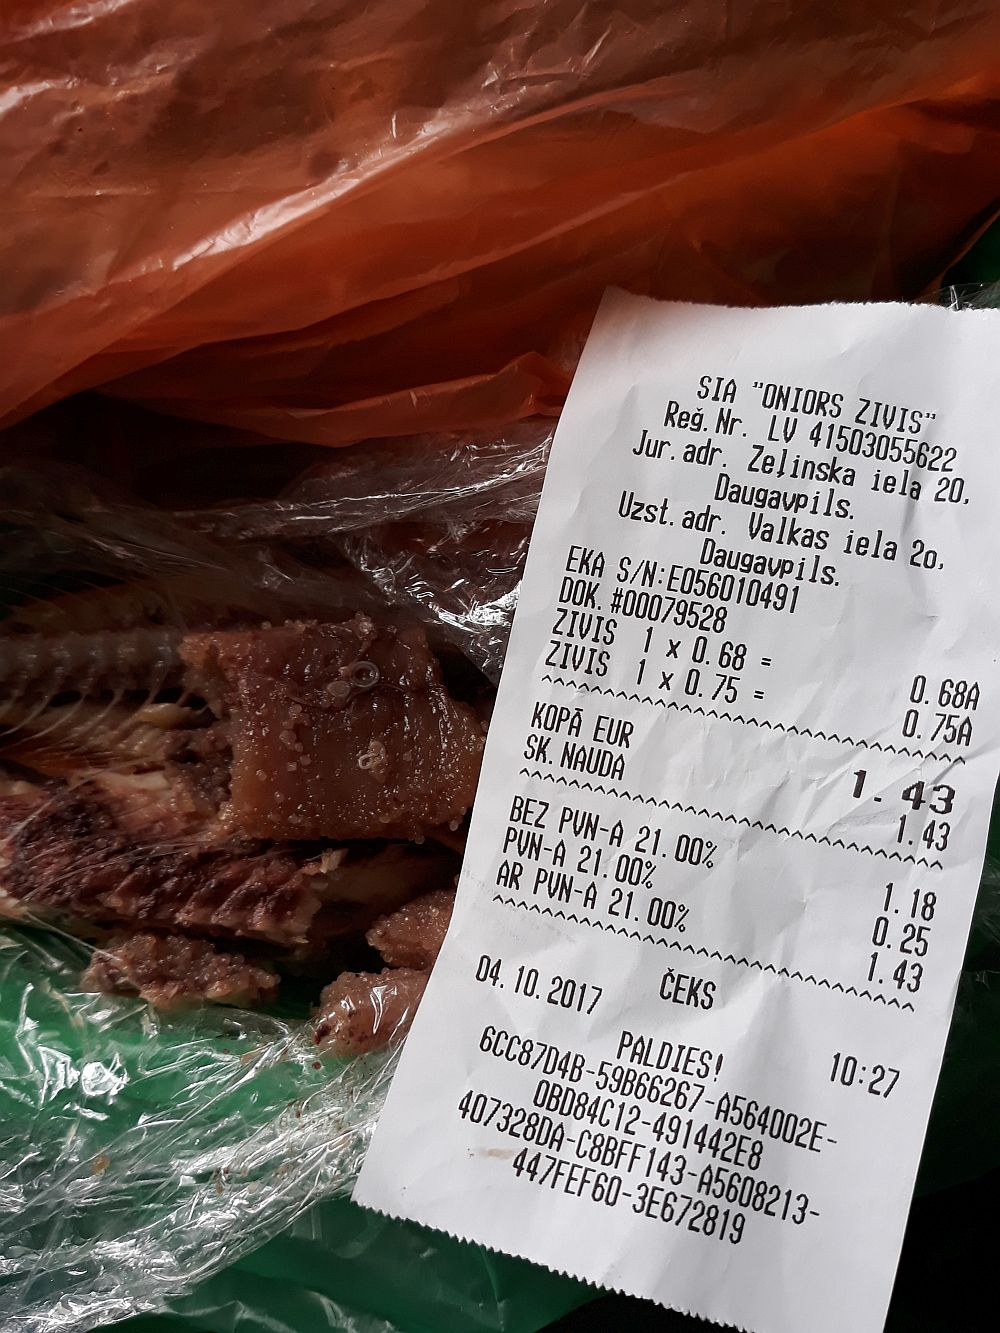 SIA "ONIORS ZIVIS"
Reģ. Nr. LV 41503055622
Jur. adr. Zeļinska iela 20,
Daugavpils.
Uzst. adr. Valkas iela 2o,
Daugavpils.
EKA S/N:EO56010491
DOK. #00079528
ZIVIS 1 x 0.68 = 0.68A
ZIVIS 1 x 0.75 = 0.75A
^^^^^^^^^^^^^^^^^^^^^^^^^^^^^^^^
KOPĀ EUR 1.43
SK. NAUDA 1.43
^^^^^^^^^^^^^^^^^^^^^^^^^^^^^^^^
BEZ PVN-A 21.00% 1.18
PVN-A 21.00% 0.25
AR PVN-A 21.00% 1.43
^^^^^^^^^^^^^^^^^^^^^^^^^^^^^^^^
ČEKS
04.10.2017 10:27
PALDIES!
6CC87D4B-59B66267-A564002E-
0BD84C12-491442E8
407328DA-C8BFF143-A5608213-
447FEF60-3E672819